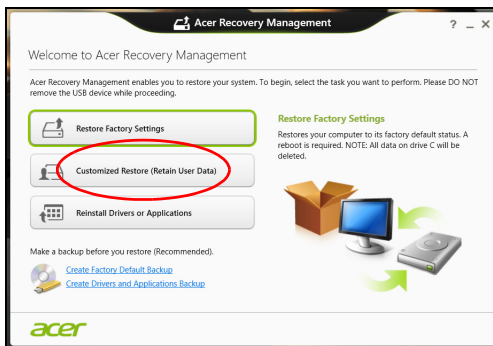 Acer Recovery Management
? _ X
Welcome to Acer Recovery Management
Acer Recovery Management enables you to restore your system. To begin, select the task you want to perform. Please DO NOT
remove the USB device while proceeding.
Restore Factory Settings
Customized Restore (Retain User Data)
Reinstall Drivers or Applications
Restore Factory Settings
Restores your computer to its factory default status. A
reboot is required. NOTE: All data on drive C will be
deleted.
Make a backup before you restore (Recommended).
Create Factory Default Backup
Create Drivers and Applications Backup
acer